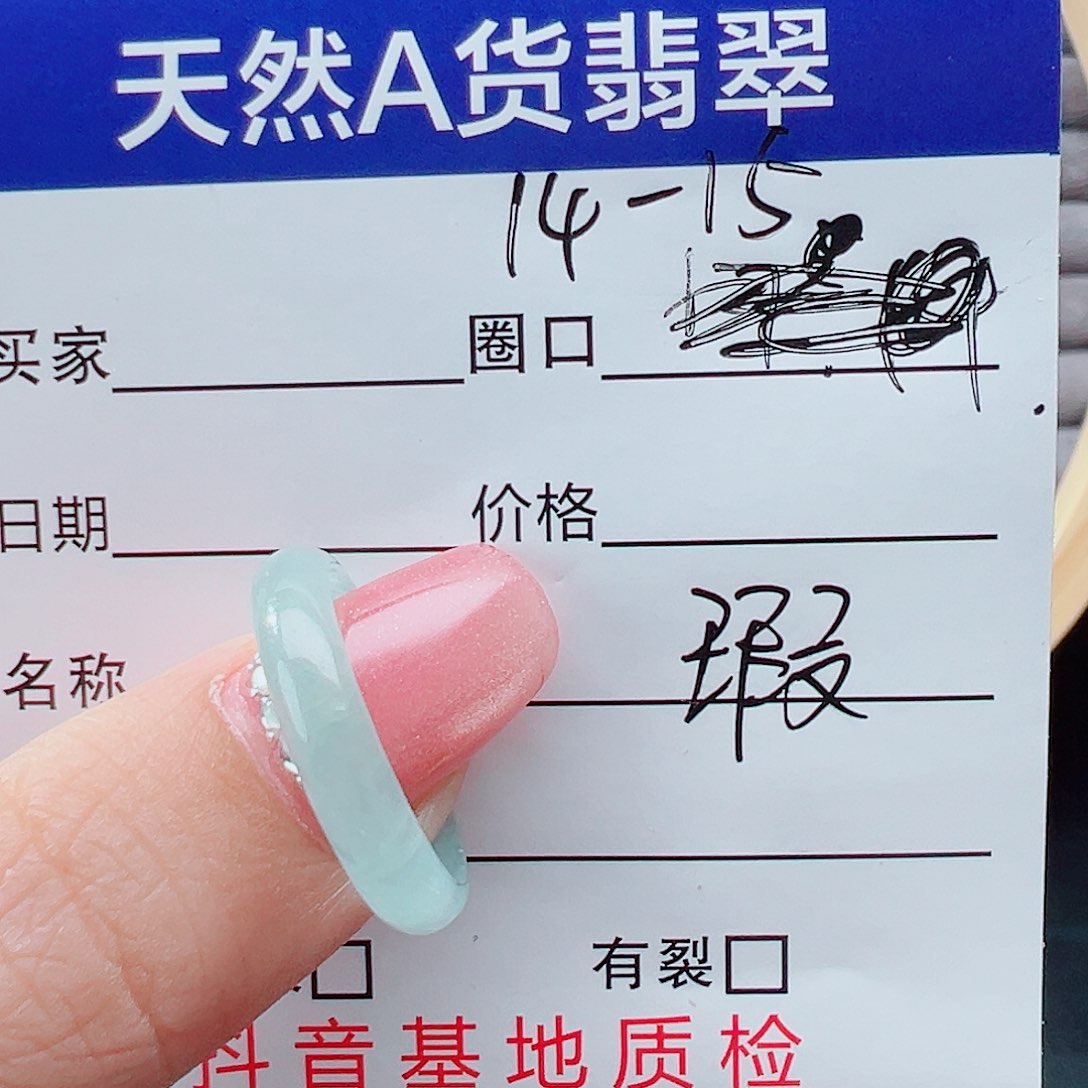 天然A货翡翠
14-15
买家 圈口
日期 价格
名称 瑕
有裂
抖音基地质检